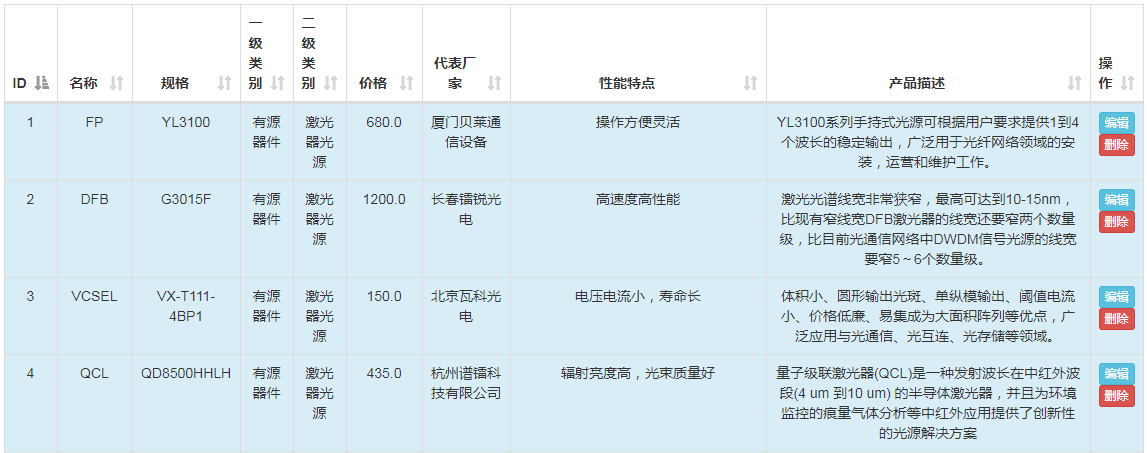 ID 名称 规格 一级类别 二级类别 价格 代表厂家 性能特点 产品描述 操作
1 FP YL3100 有源器件 激光器光源 680.0 厦门贝莱通信设备 操作方便灵活 YL3100系列手持式光源可根据用户要求提供1到4个波长的稳定输出，广泛用于光纤网络领域的安装，运营和维护工作。 编辑 删除
2 DFB G3015F 有源器件 激光器光源 1200.0 长春镭锐光电 高速度高性能 激光光谱线宽非常狭窄，最高可达到10-15nm，比现有窄线宽DFB激光器的线宽还要窄两个数量级，比目前光通信网络中DWDM信号光源的线宽要窄5～6个数量级。 编辑 删除
3 VCSEL VX-T111-4BP1 有源器件 激光器光源 150.0 北京瓦科光电 电压电流小，寿命长 体积小、圆形输出光斑、单纵模输出、阈值电流小、价格低廉、易集成为大面积阵列等优点，广泛应用与光通信、光互连、光存储等领域。 编辑 删除
4 QCL QD8500HHLH 有源器件 激光器光源 435.0 杭州谱镭科技有限公司 辐射亮度高，光束质量好 量子级联激光器(QCL)是一种发射波长在中红外波段(4 um 到10 um) 的半导体激光器，并且为环境监控的痕量气体分析等中红外应用提供了创新性的光源解决方案 编辑 删除